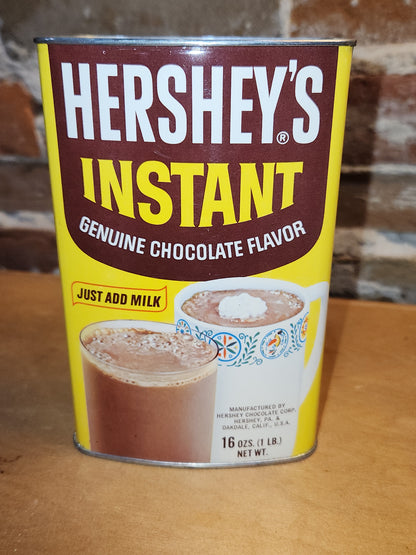 HERSHEY'S®
INSTANT
GENUINE CHOCOLATE FLAVOR
JUST ADD MILK
MANUFACTURED BY
HERSHEY CHOCOLATE CORP.
HERSHEY, PA. &
OAKDALE, CALIF., U.S.A.
16 OZS. (1 LB.)
NET WT.